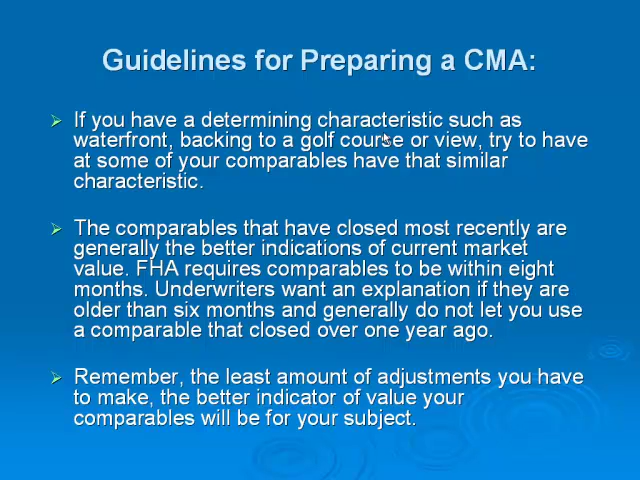 Guidelines for Preparing a CMA:
If you have a determining characteristic such as
waterfront, backing to a golf course or view, try to have
at some of your comparables have that similar
characteristic.
The comparables that have closed most recently are
generally the better indications of current market
value. FHA requires comparables to be within eight
months. Underwriters want an explanation if they are
older than six months and generally do not let you use
a comparable that closed over one year ago.
Remember, the least amount of adjustments you have
to make, the better indicator of value your
comparables will be for your subject.